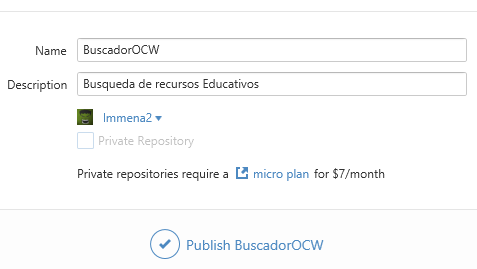 Name BuscadorOCW
Description Busqueda de recursos Educativos
lmmena2
Private Repository
Private repositories require a micro plan for $7/month
Publish BuscadorOCW